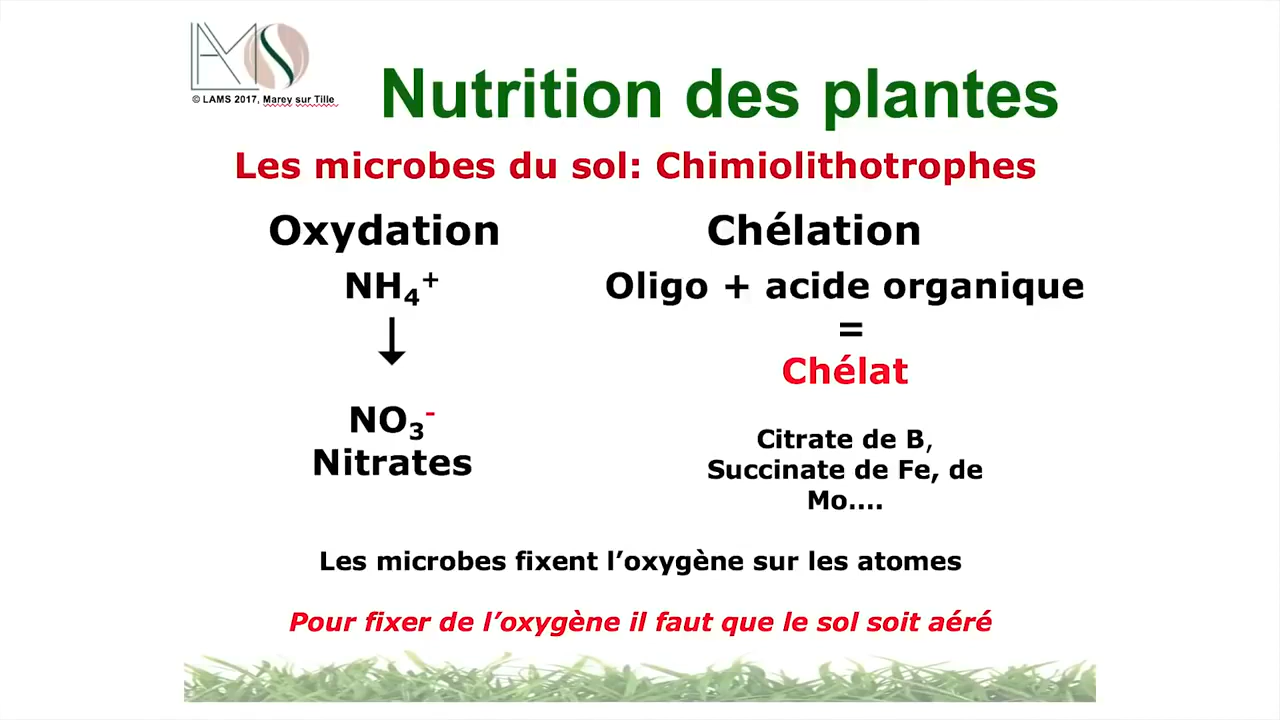 LAMS
© LAMS 2017, Marey sur Tille
Nutrition des plantes
Les microbes du sol: Chimiolithotrophes
Oxydation
NH₄⁺
↓
NO₃⁻
Nitrates
Chélation
Oligo + acide organique
=
Chélat
Citrate de B,
Succinate de Fe, de
Mo....
Les microbes fixent l’oxygène sur les atomes
Pour fixer de l’oxygène il faut que le sol soit aéré